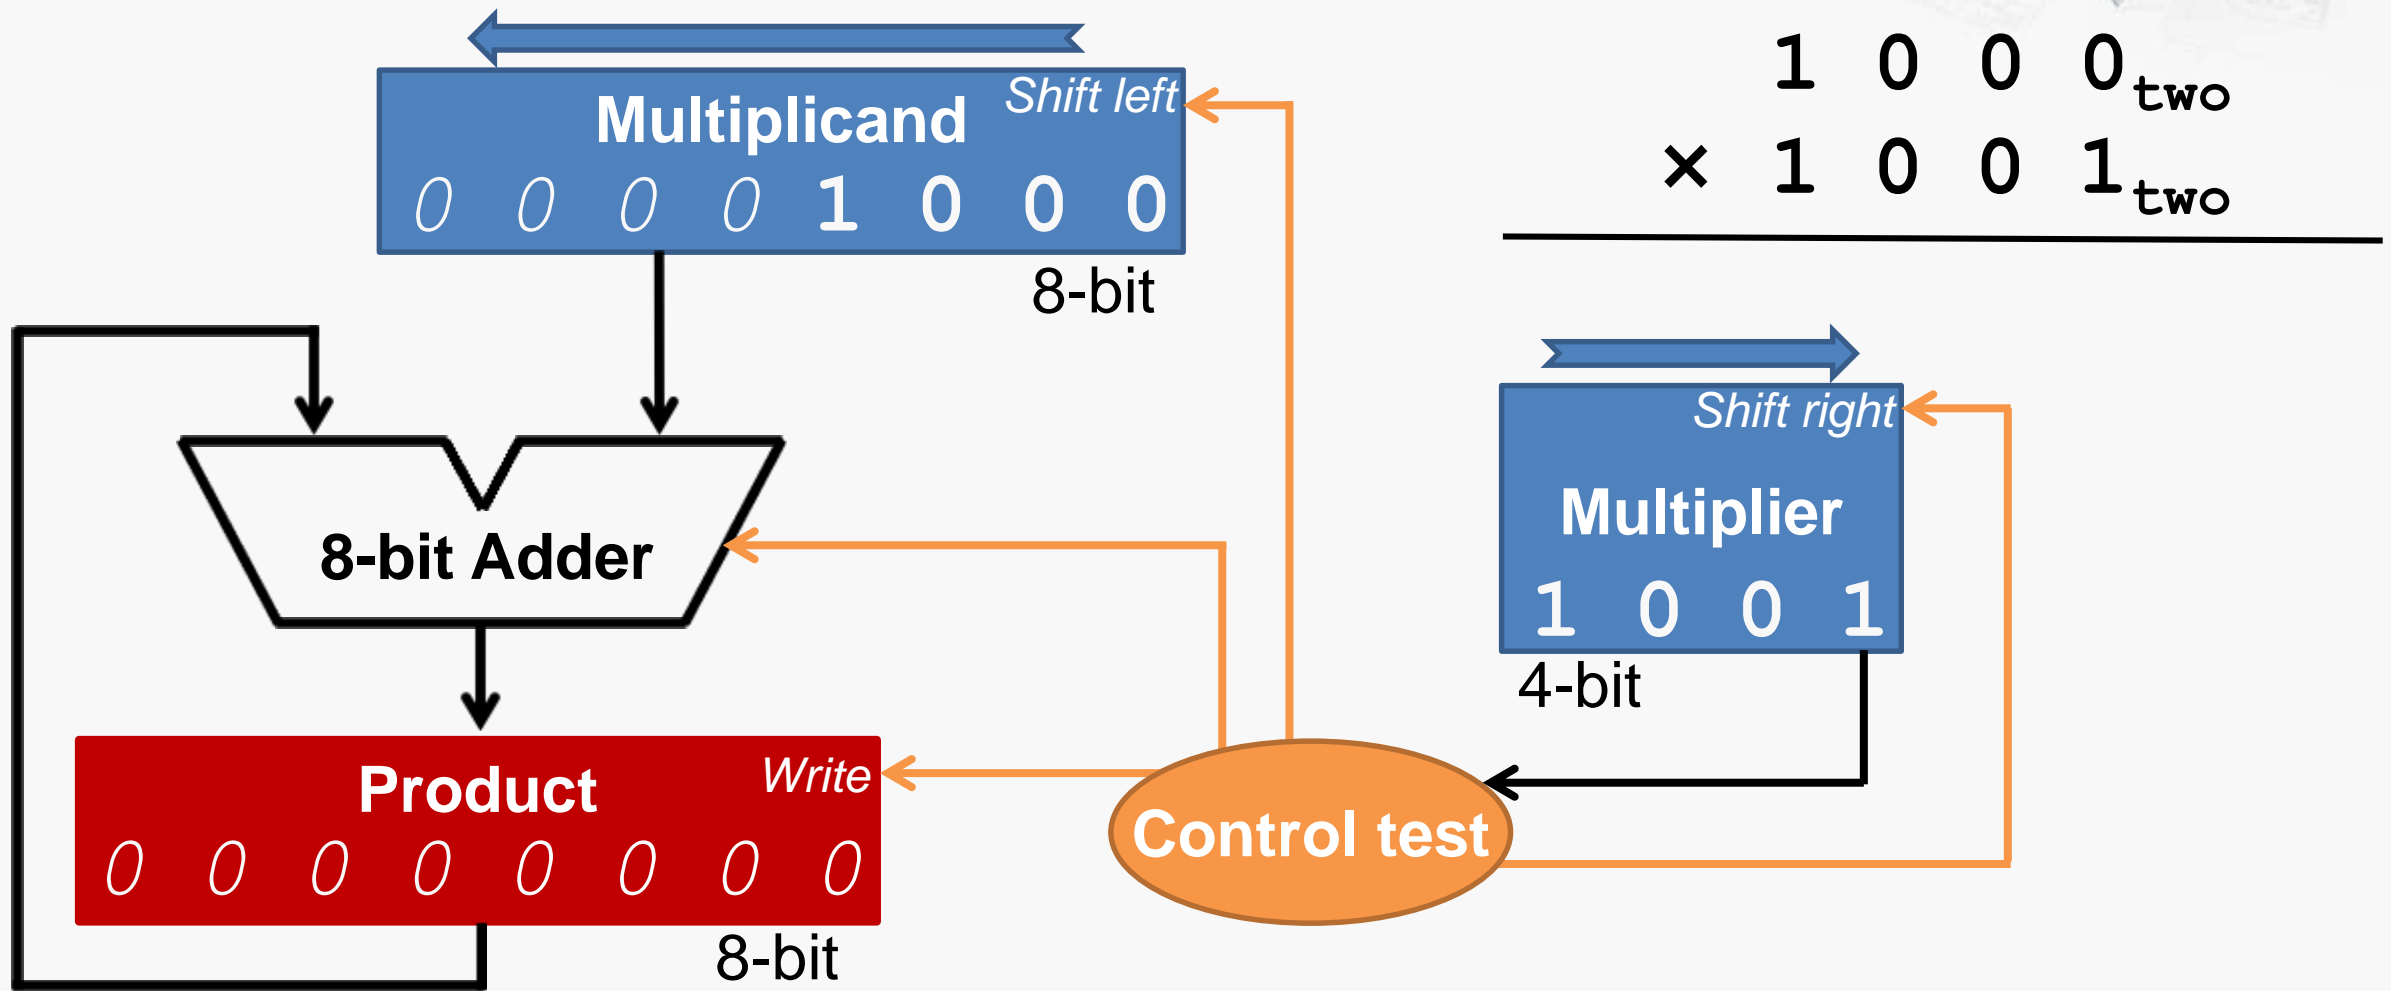 1 0 0 0two
× 1 0 0 1two
Shift left
Multiplicand
0 0 0 0 1 0 0 0
8-bit
Shift right
Multiplier
1 0 0 1
4-bit
8-bit Adder
Write
Product
0 0 0 0 0 0 0 0
8-bit
Control test